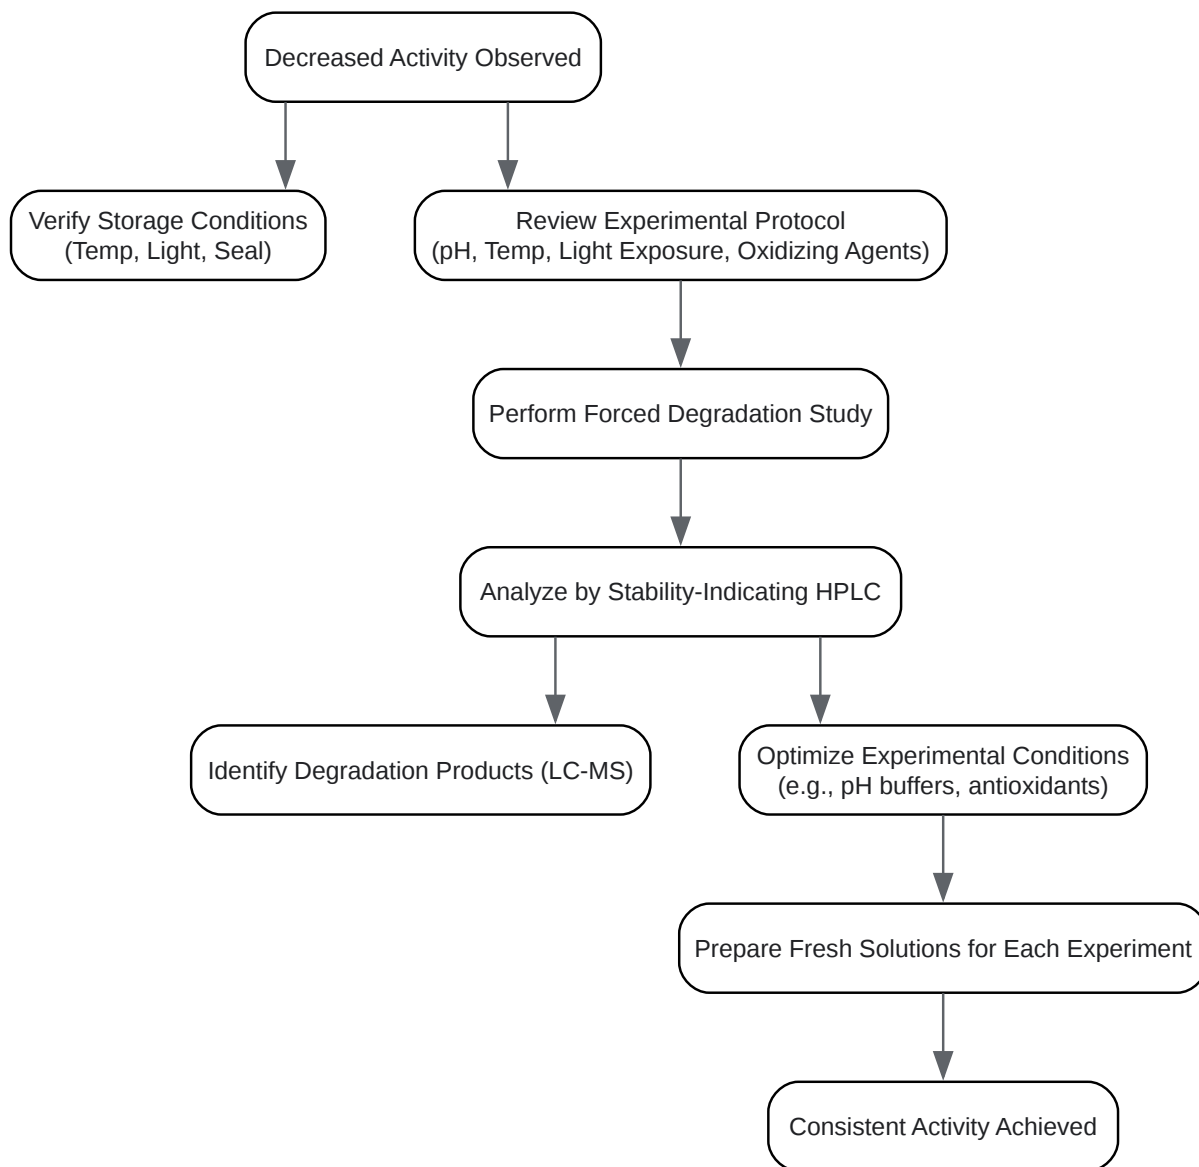 Decreased Activity Observed
Verify Storage Conditions
(Temp, Light, Seal)
Review Experimental Protocol
(pH, Temp, Light Exposure, Oxidizing Agents)
Perform Forced Degradation Study
Analyze by Stability-Indicating HPLC
Identify Degradation Products (LC-MS)
Optimize Experimental Conditions
(e.g., pH buffers, antioxidants)
Prepare Fresh Solutions for Each Experiment
Consistent Activity Achieved